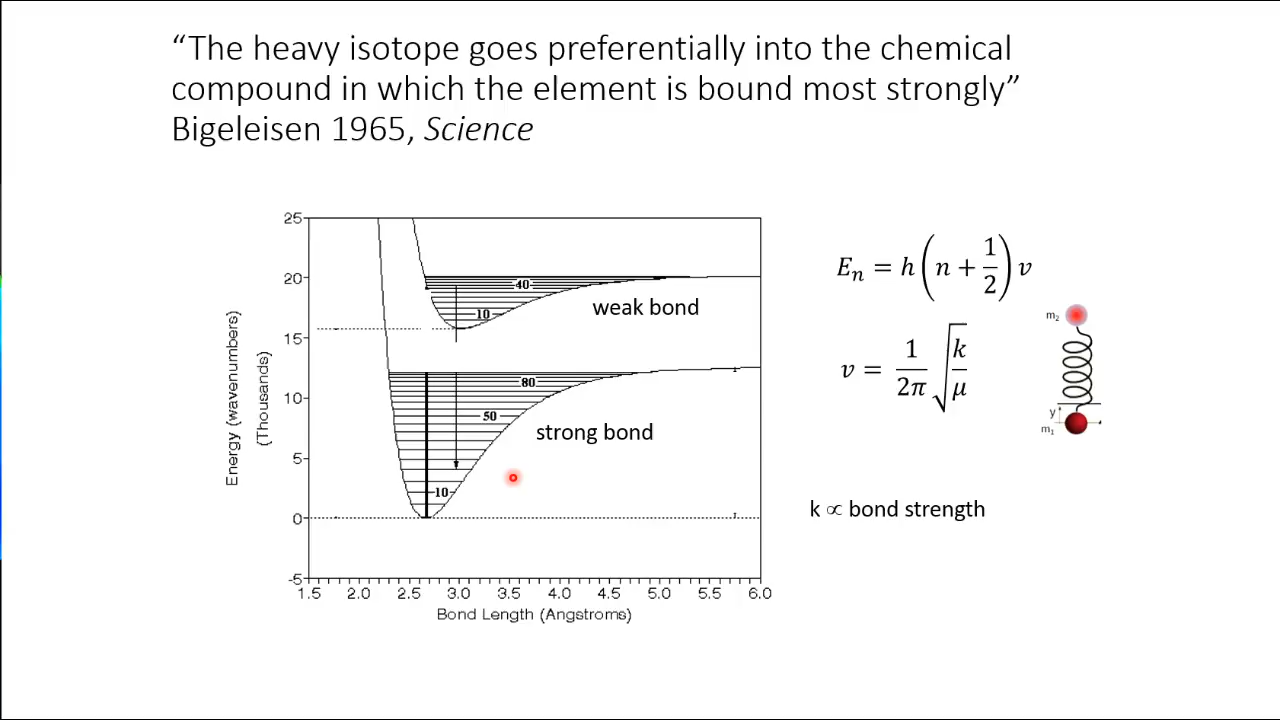 “The heavy isotope goes preferentially into the chemical
compound in which the element is bound most strongly”
Bigeleisen 1965, Science
25
20
15
10
5
0
-5
Energy (wavenumbers)
(Thousands)
40
10
weak bond
80
50
10
strong bond
1.5 2.0 2.5 3.0 3.5 4.0 4.5 5.0 5.5 6.0
Bond Length (Angstroms)
Eₙ = h(n + 1/2)v
v = 1/2π √k/μ
m₂
y
m₁
k ∝ bond strength